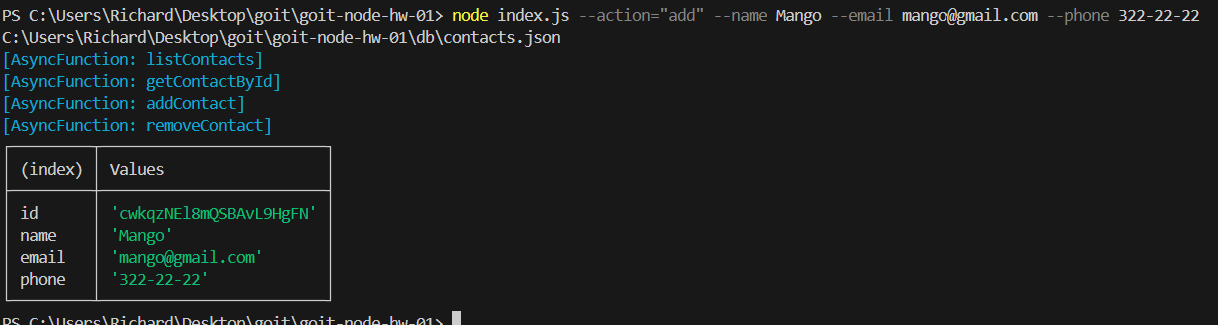 PS C:\Users\Richard\Desktop\goit\goit-node-hw-01> node index.js --action="add" --name Mango --email mango@gmail.com --phone 322-22-22
C:\Users\Richard\Desktop\goit\goit-node-hw-01\db\contacts.json
[AsyncFunction: listContacts]
[AsyncFunction: getContactById]
[AsyncFunction: addContact]
[AsyncFunction: removeContact]
(index) Values
id 'cwkqzNEl8mQSBAvL9HgFN'
name 'Mango'
email 'mango@gmail.com'
phone '322-22-22'
PS C:\Users\Richard\Desktop\goit\goit-node-hw-01>